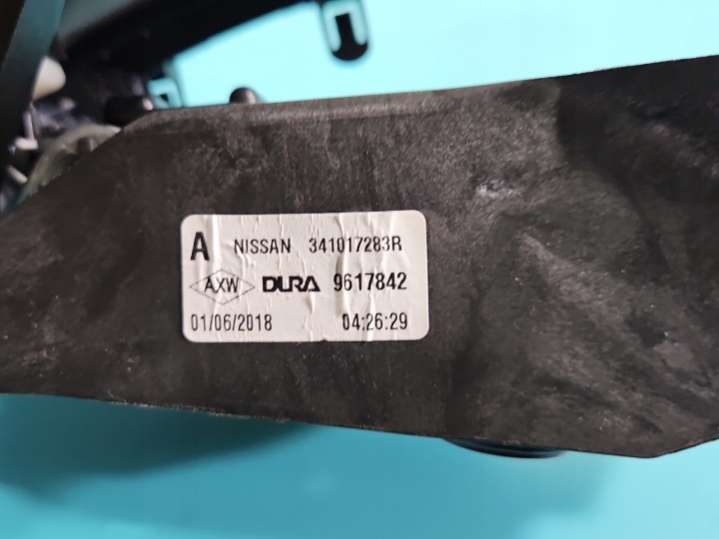 A NISSAN 341017283R
AXW DURA 9617842
01/06/2018 04:26:29